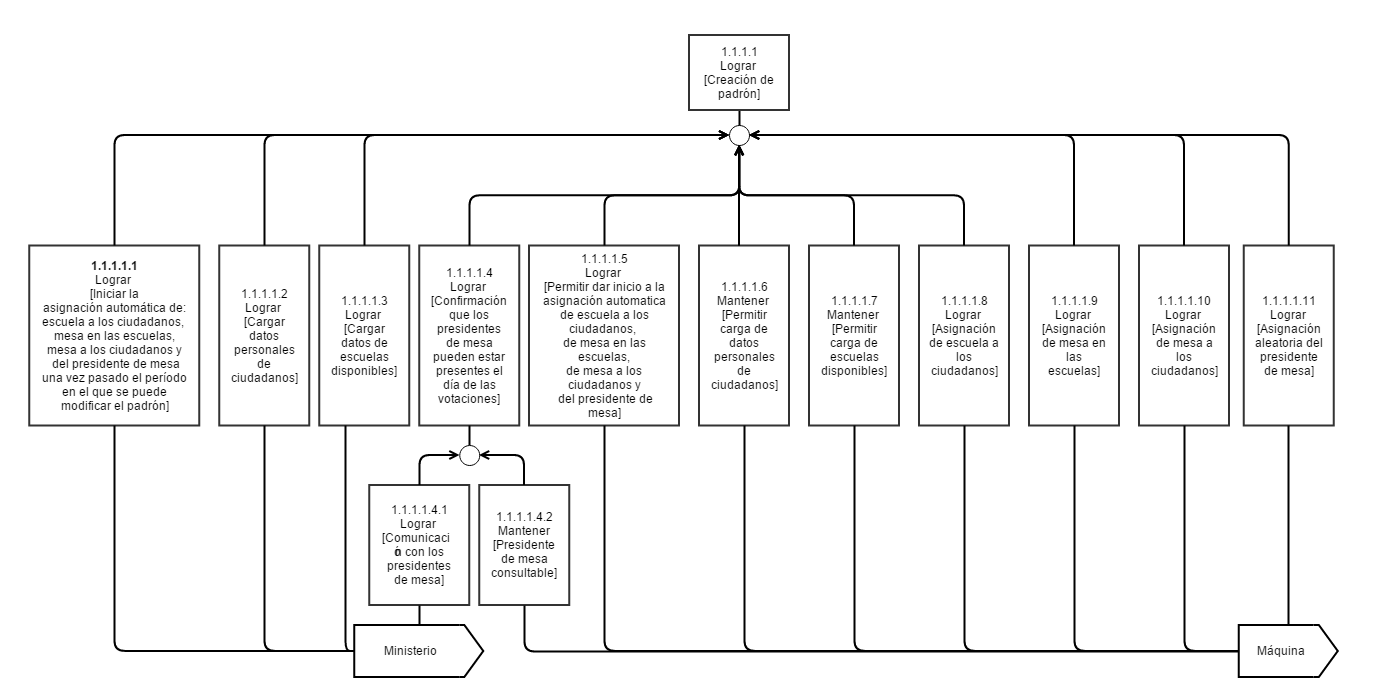 1.1.1.1
Lograr
[Creación de
padrón]
1.1.1.1.1
Lograr
[Iniciar la
asignación automática de:
escuela a los ciudadanos,
mesa en las escuelas,
mesa a los ciudadanos y
del presidente de mesa
una vez pasado el período
en el que se puede
modificar el padrón]
1.1.1.1.2
Lograr
[Cargar
datos
personales
de
ciudadanos]
1.1.1.1.3
Lograr
[Cargar
datos de
escuelas
disponibles]
1.1.1.1.4
Lograr
[Confirmación
que los
presidentes
de mesa
pueden estar
presentes el
día de las
votaciones]
1.1.1.1.5
Lograr
[Permitir dar inicio a la
asignación automatica
de escuela a los
ciudadanos,
de mesa en las
escuelas,
de mesa a los
ciudadanos y
del presidente de
mesa]
1.1.1.1.6
Mantener
[Permitir
carga de
datos
personales
de
ciudadanos]
1.1.1.1.7
Mantener
[Permitir
carga de
escuelas
disponibles]
1.1.1.1.8
Lograr
[Asignación
de escuela a
los
ciudadanos]
1.1.1.1.9
Lograr
[Asignación
de mesa en
las
escuelas]
1.1.1.1.10
Lograr
[Asignación
de mesa a
los
ciudadanos]
1.1.1.1.11
Lograr
[Asignación
aleatoria del
presidente
de mesa]
1.1.1.1.4.1
Lograr
[Comunicaci
con los
presidentes
de mesa]
1.1.1.1.4.2
Mantener
[Presidente
de mesa
consultable]
Ministerio
Máquina